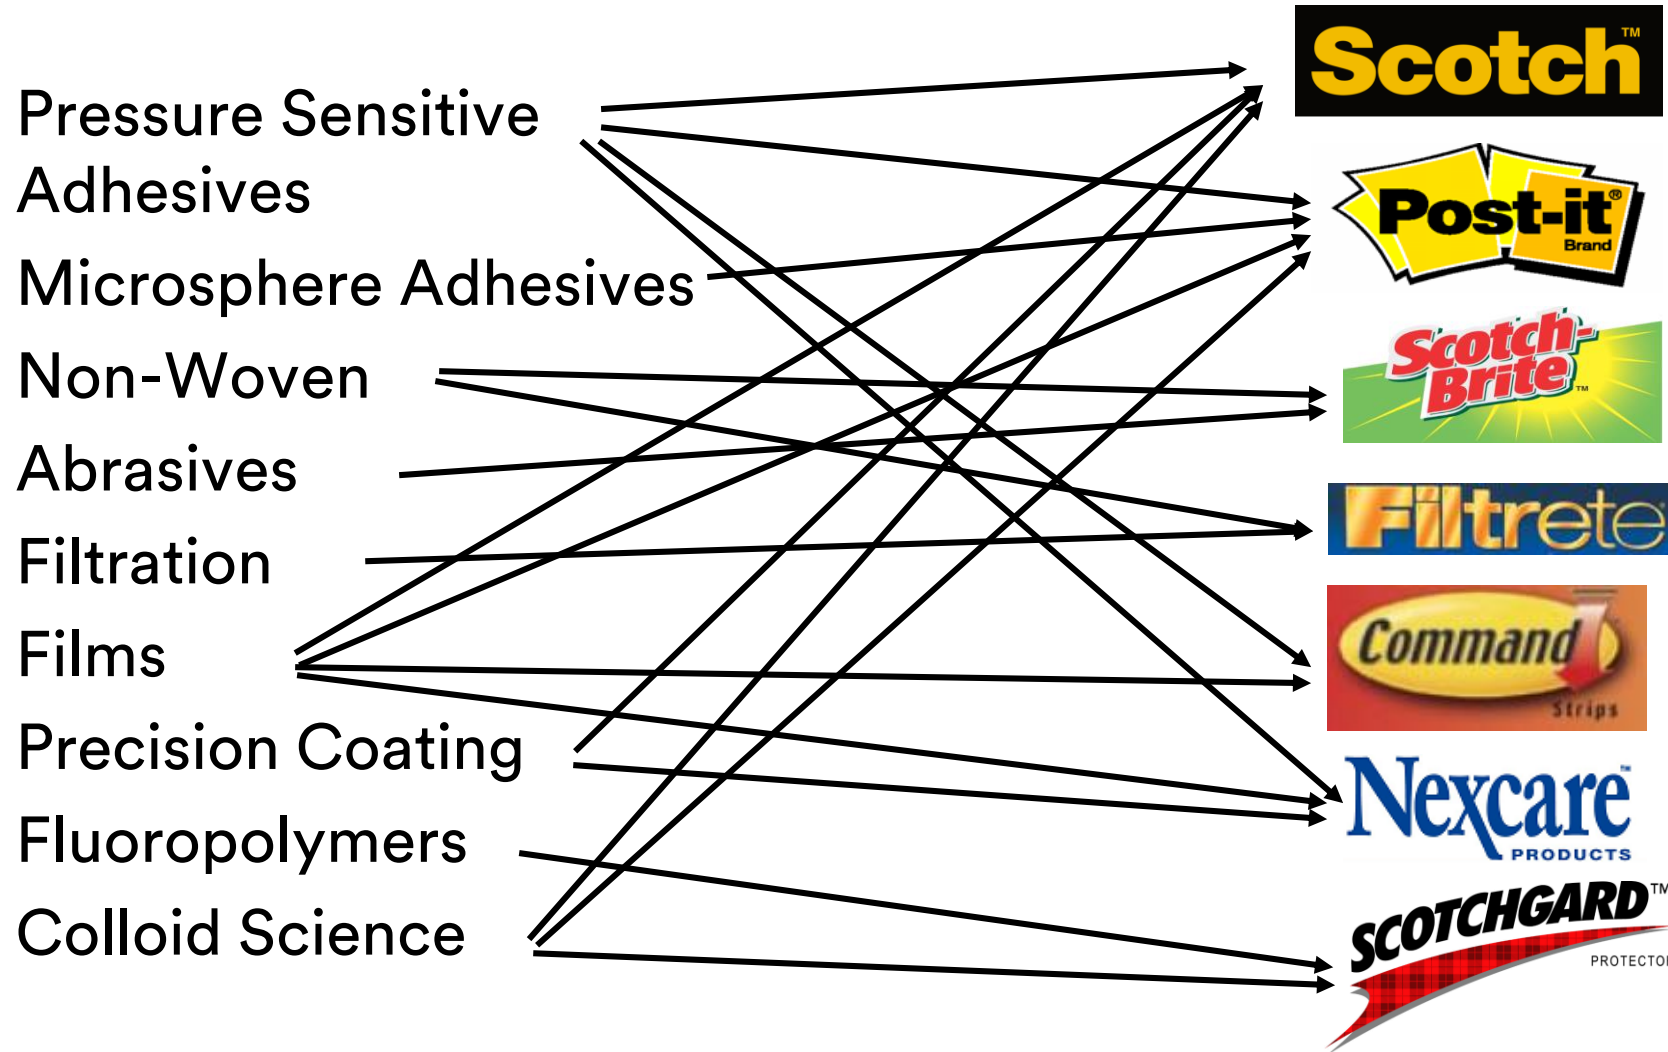 Pressure Sensitive
Adhesives
Microsphere Adhesives
Non-Woven
Abrasives
Filtration
Films
Precision Coating
Fluoropolymers
Colloid Science
Scotch™
Post-it®
Brand
Scotch-
Brite™
Filtrete
Command
Strips
Nexcare™
PRODUCTS
SCOTCHGARD™
PROTECTOR